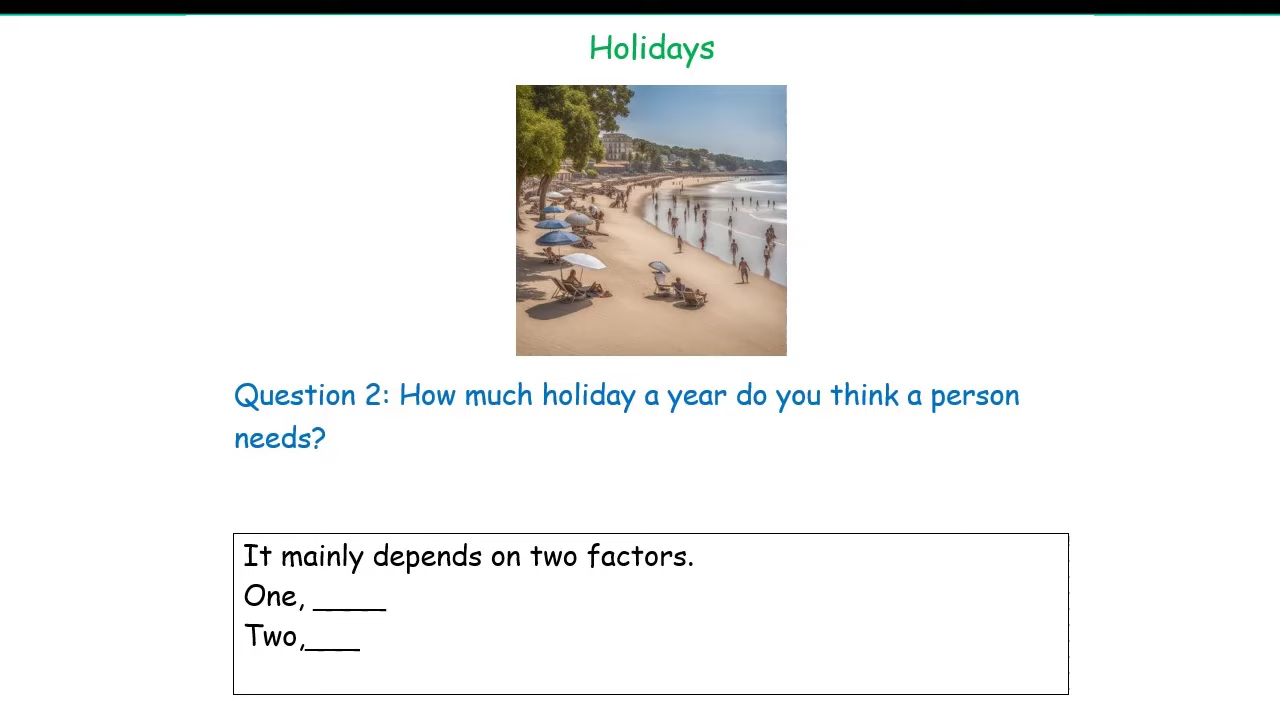 Holidays
Question 2: How much holiday a year do you think a person
needs?
It mainly depends on two factors.
One, ____
Two,___